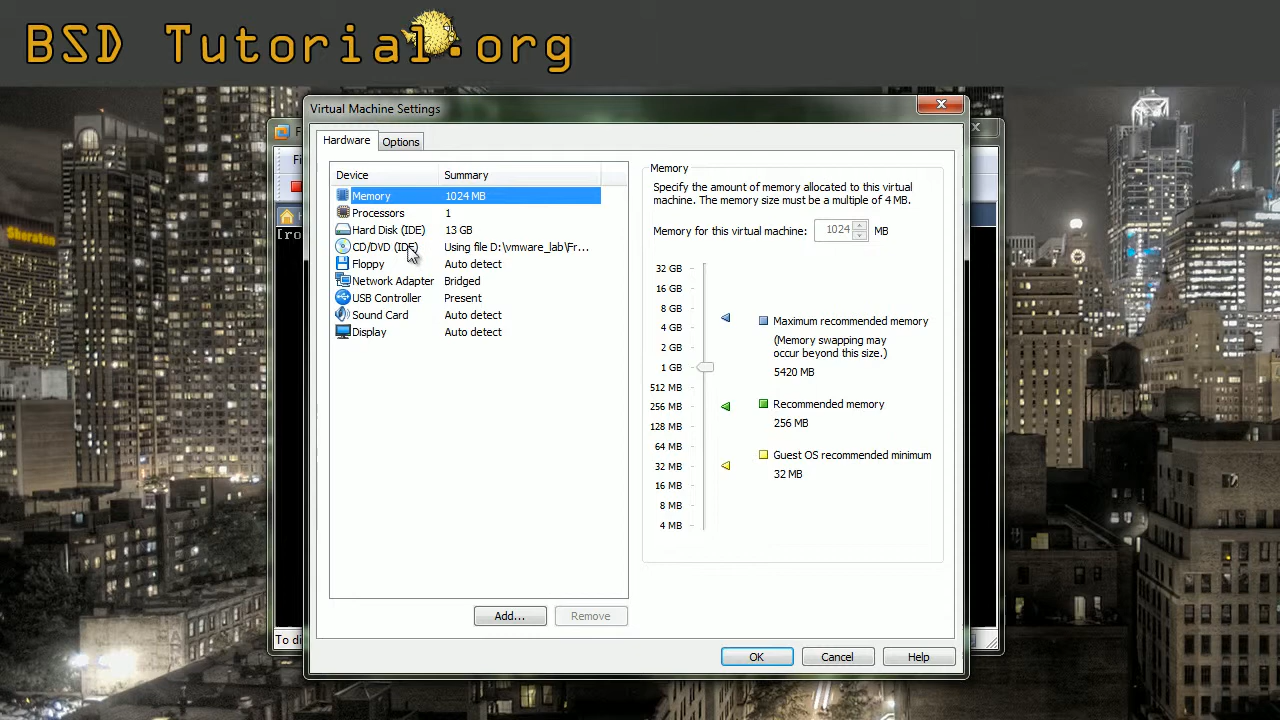 BSD Tutorial.org
Sheraton
Virtual Machine Settings
Hardware
Options
Device
Summary
Memory
1024 MB
Processors
1
Hard Disk (IDE)
13 GB
CD/DVD (IDE)
Using file D:\vmware_lab\Fr...
Floppy
Auto detect
Network Adapter
Bridged
USB Controller
Present
Sound Card
Auto detect
Display
Auto detect
Add...
Remove
Memory
Specify the amount of memory allocated to this virtual
machine. The memory size must be a multiple of 4 MB.
Memory for this virtual machine:
1024
MB
32 GB
16 GB
8 GB
4 GB
2 GB
1 GB
512 MB
256 MB
128 MB
64 MB
32 MB
16 MB
8 MB
4 MB
Maximum recommended memory
(Memory swapping may
occur beyond this size.)
5420 MB
Recommended memory
256 MB
Guest OS recommended minimum
32 MB
OK
Cancel
Help
[ro
To di